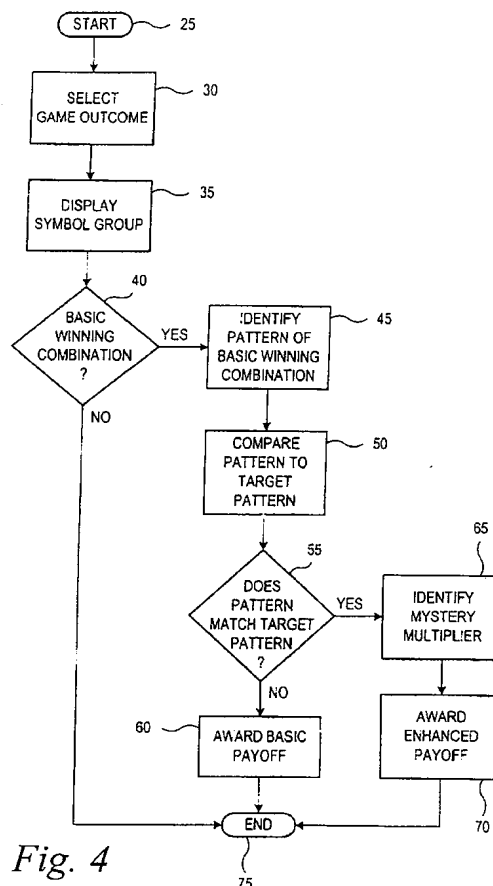 START
25
SELECT
GAME OUTCOME
30
DISPLAY
SYMBOL GROUP
35
BASIC
WINNING
COMBINATION
?
40
YES
NO
IDENTIFY
PATTERN OF
BASIC WINNING
COMBINATION
45
COMPARE
PATTERN TO
TARGET
PATTERN
50
DOES
PATTERN
MATCH TARGET
PATTERN
?
55
YES
NO
IDENTIFY
MYSTERY
MULTIPLIER
65
AWARD BASIC
PAYOFF
60
AWARD
ENHANCED
PAYOFF
70
END
75
Fig. 4